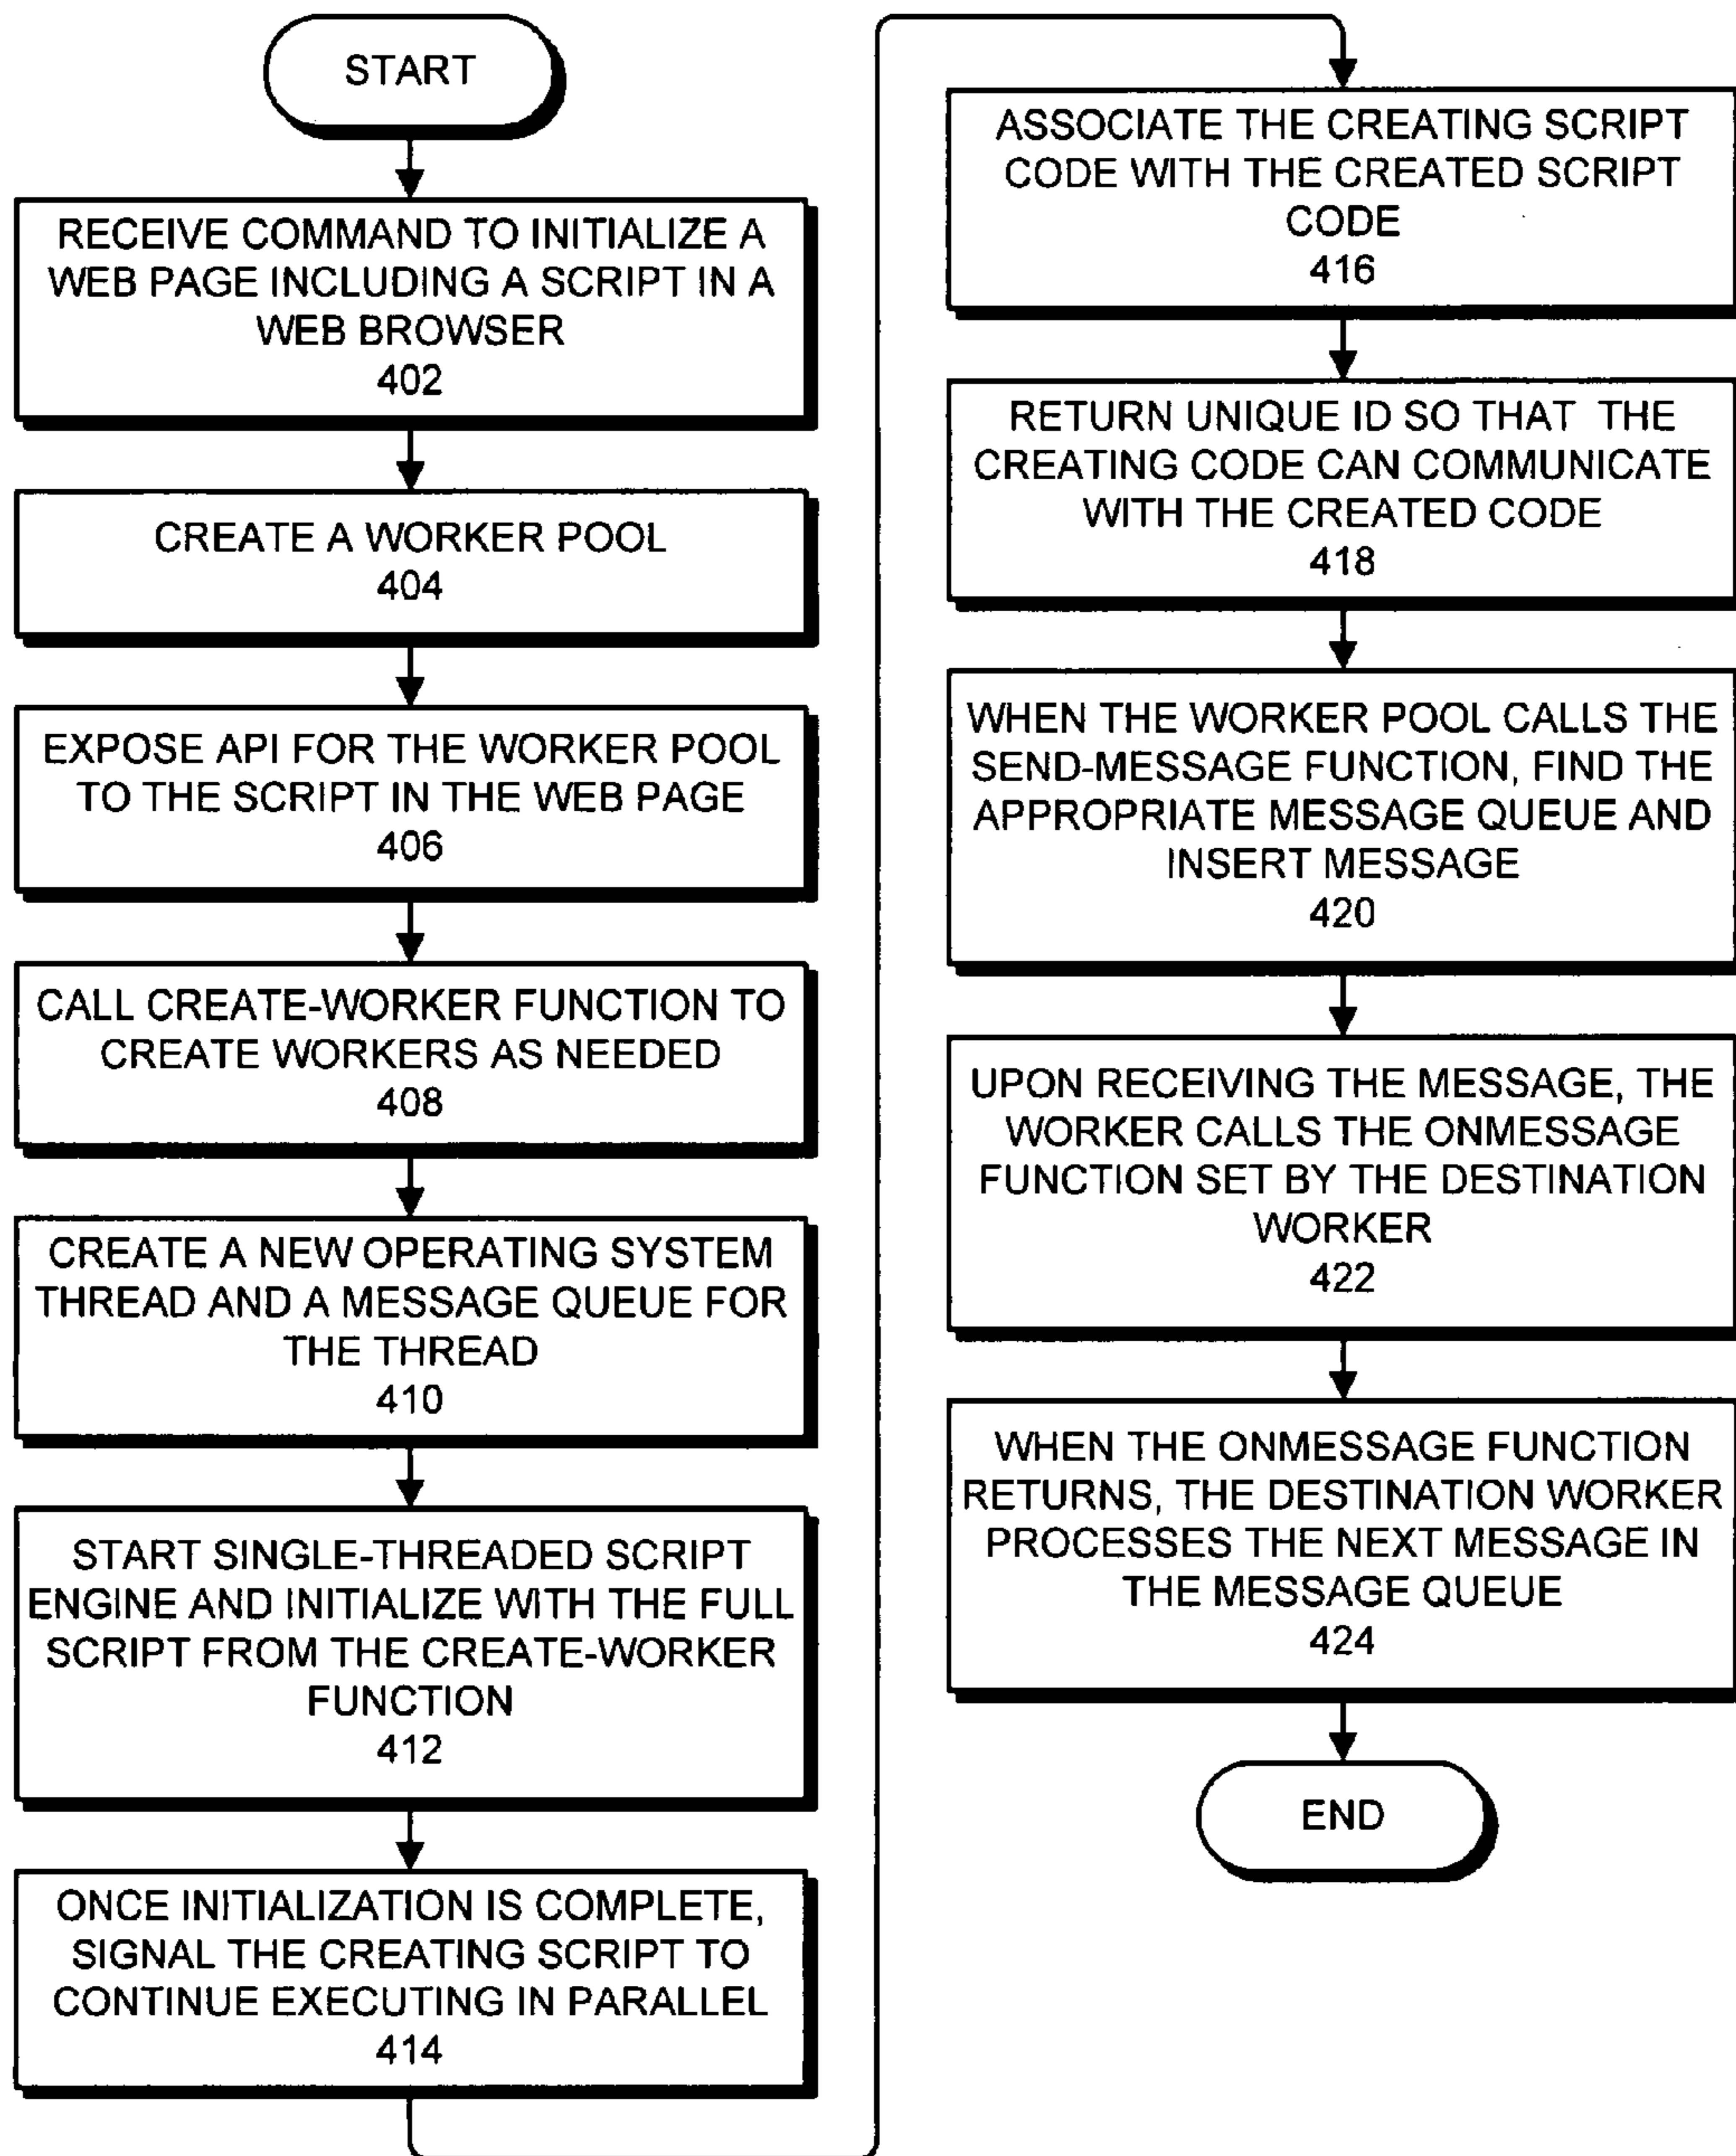 START
RECEIVE COMMAND TO INITIALIZE A
WEB PAGE INCLUDING A SCRIPT IN A
WEB BROWSER
402
CREATE A WORKER POOL
404
EXPOSE API FOR THE WORKER POOL
TO THE SCRIPT IN THE WEB PAGE
406
CALL CREATE-WORKER FUNCTION TO
CREATE WORKERS AS NEEDED
408
CREATE A NEW OPERATING SYSTEM
THREAD AND A MESSAGE QUEUE FOR
THE THREAD
410
START SINGLE-THREADED SCRIPT
ENGINE AND INITIALIZE WITH THE FULL
SCRIPT FROM THE CREATE-WORKER
FUNCTION
412
ONCE INITIALIZATION IS COMPLETE,
SIGNAL THE CREATING SCRIPT TO
CONTINUE EXECUTING IN PARALLEL
414
ASSOCIATE THE CREATING SCRIPT
CODE WITH THE CREATED SCRIPT
CODE
416
RETURN UNIQUE ID SO THAT THE
CREATING CODE CAN COMMUNICATE
WITH THE CREATED CODE
418
WHEN THE WORKER POOL CALLS THE
SEND-MESSAGE FUNCTION, FIND THE
APPROPRIATE MESSAGE QUEUE AND
INSERT MESSAGE
420
UPON RECEIVING THE MESSAGE, THE
WORKER CALLS THE ONMESSAGE
FUNCTION SET BY THE DESTINATION
WORKER
422
WHEN THE ONMESSAGE FUNCTION
RETURNS, THE DESTINATION WORKER
PROCESSES THE NEXT MESSAGE IN
THE MESSAGE QUEUE
424
END